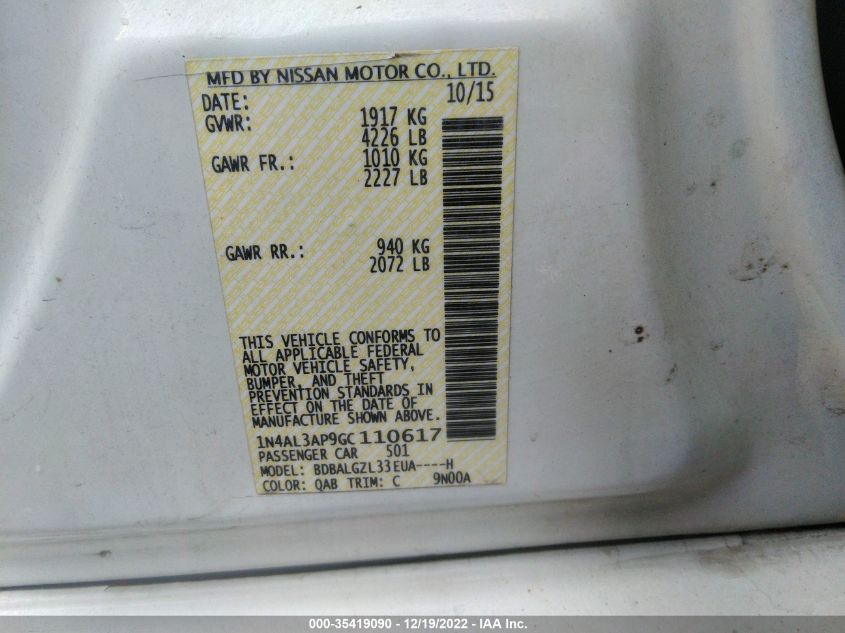 MFD BY NISSAN MOTOR CO., LTD.
DATE: 10/15
GVWR: 1917 KG
4226 LB
GAWR FR.: 1010 KG
2227 LB
GAWR RR.: 940 KG
2072 LB
THIS VEHICLE CONFORMS TO
ALL APPLICABLE FEDERAL
MOTOR VEHICLE SAFETY,
BUMPER, AND THEFT
PREVENTION STANDARDS IN
EFFECT ON THE DATE OF
MANUFACTURE SHOWN ABOVE.
1N4AL3AP9GC110617
PASSENGER CAR 501
MODEL: BDBALGZL33EUA----H
COLOR: QAB TRIM: C 9N00A
000-35419090 - 12/19/2022 - IAA Inc.